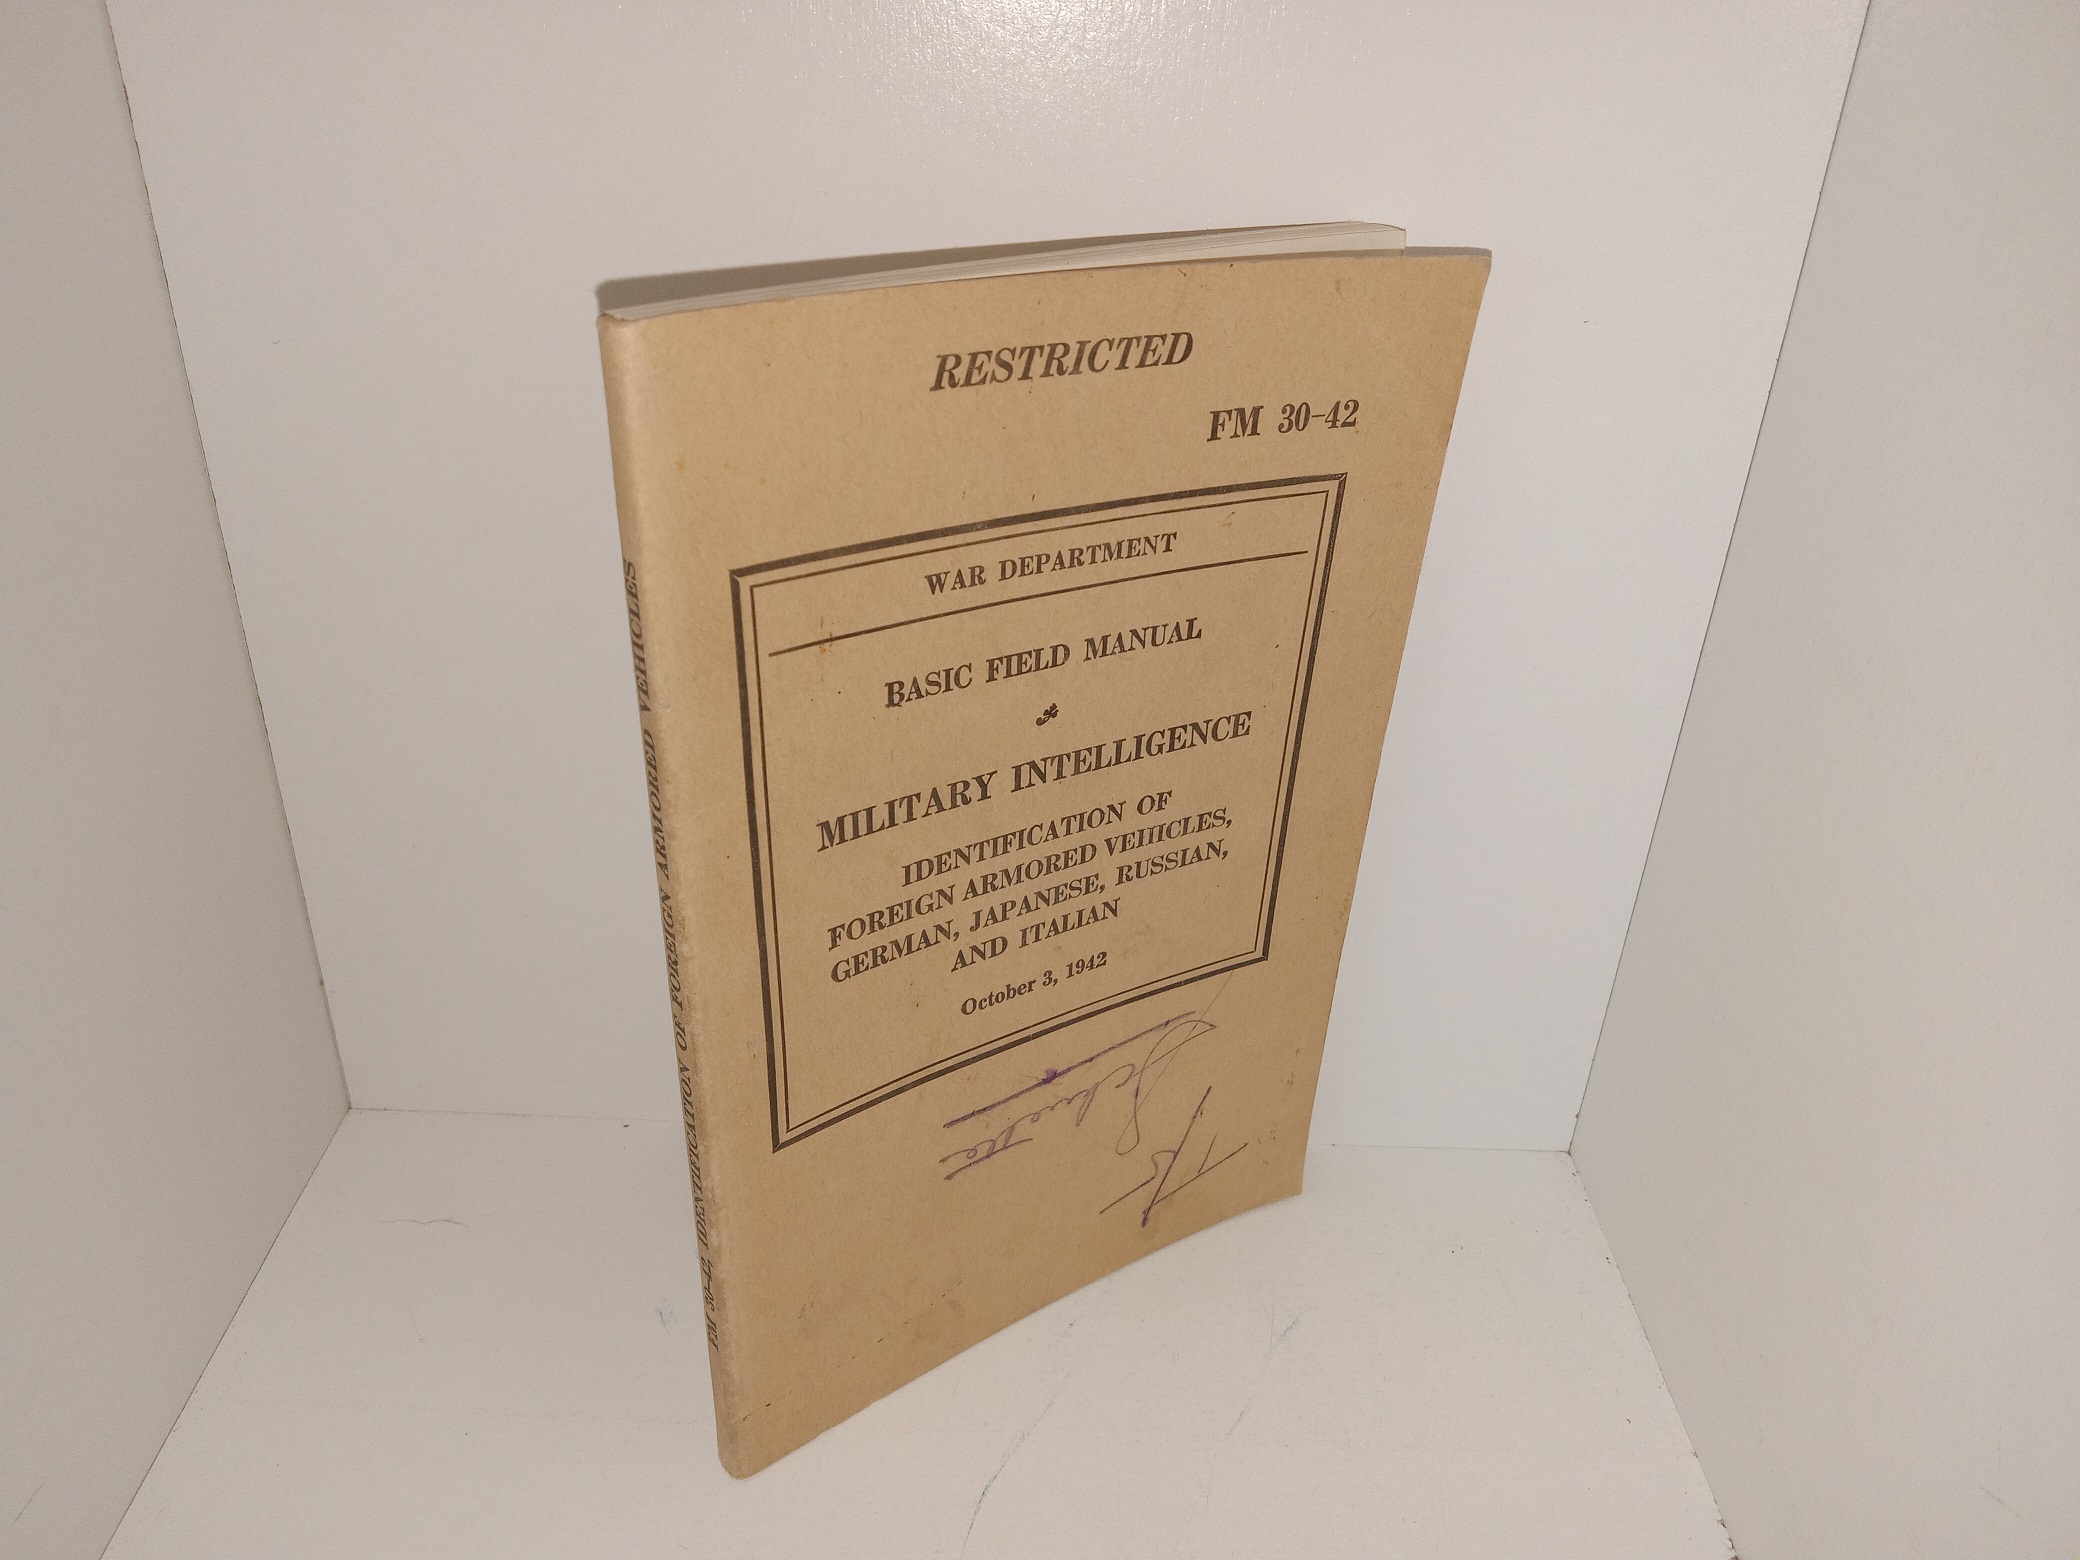 RESTRICTED
FM 30-42
WAR DEPARTMENT
BASIC FIELD MANUAL
MILITARY INTELLIGENCE
IDENTIFICATION OF
FOREIGN ARMORED VEHICLES,
GERMAN, JAPANESE, RUSSIAN,
AND ITALIAN
October 3, 1942
FM 30-42 IDENTIFICATION OF FOREIGN ARMORED VEHICLES